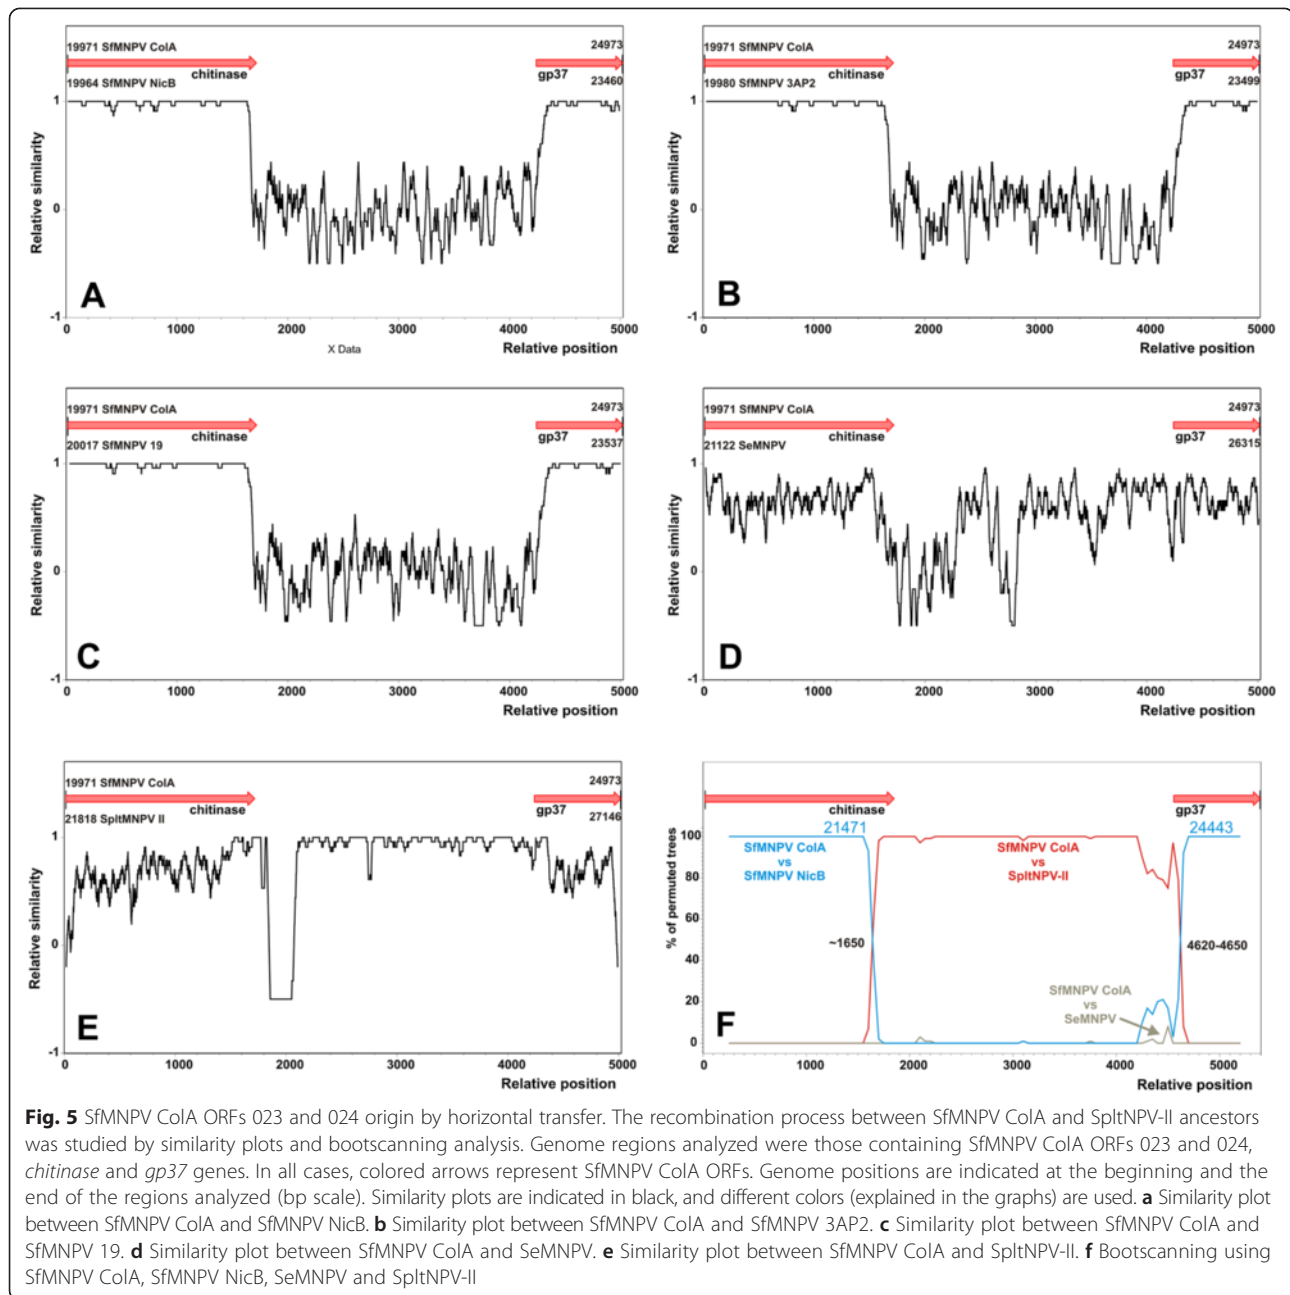 19971 SfMNPV ColA
24973
chitinase
gp37
19964 SfMNPV NicB
23460
1
0
-1
Relative similarity
A
0
1000
2000
3000
4000
5000
X Data
Relative position
19971 SfMNPV ColA
24973
chitinase
gp37
19980 SfMNPV 3AP2
23499
1
0
-1
Relative similarity
B
0
1000
2000
3000
4000
5000
Relative position
19971 SfMNPV ColA
24973
chitinase
gp37
20017 SfMNPV 19
23537
1
0
-1
Relative similarity
C
0
1000
2000
3000
4000
5000
Relative position
19971 SfMNPV ColA
24973
chitinase
gp37
21122 SeMNPV
26315
1
0
-1
Relative similarity
D
0
1000
2000
3000
4000
5000
Relative position
19971 SfMNPV ColA
24973
chitinase
gp37
21818 SpltMNPV II
27146
1
0
-1
Relative similarity
E
0
1000
2000
3000
4000
5000
Relative position
chitinase
gp37
21471
24443
100
80
60
40
20
0
% of permuted trees
SfMNPV ColA
vs
SfMNPV NicB
SfMNPV ColA
vs
SpltNPV-II
~1650
4620-4650
SfMNPV ColA
vs
SeMNPV
F
0
1000
2000
3000
4000
5000
Relative position
Fig. 5 SfMNPV ColA ORFs 023 and 024 origin by horizontal transfer. The recombination process between SfMNPV ColA and SpltNPV-II ancestors
was studied by similarity plots and bootscanning analysis. Genome regions analyzed were those containing SfMNPV ColA ORFs 023 and 024,
chitinase and gp37 genes. In all cases, colored arrows represent SfMNPV ColA ORFs. Genome positions are indicated at the beginning and the
end of the regions analyzed (bp scale). Similarity plots are indicated in black, and different colors (explained in the graphs) are used. a Similarity plot
between SfMNPV ColA and SfMNPV NicB. b Similarity plot between SfMNPV ColA and SfMNPV 3AP2. c Similarity plot between SfMNPV ColA and
SfMNPV 19. d Similarity plot between SfMNPV ColA and SeMNPV. e Similarity plot between SfMNPV ColA and SpltNPV-II. f Bootscanning using
SfMNPV ColA, SfMNPV NicB, SeMNPV and SpltNPV-II